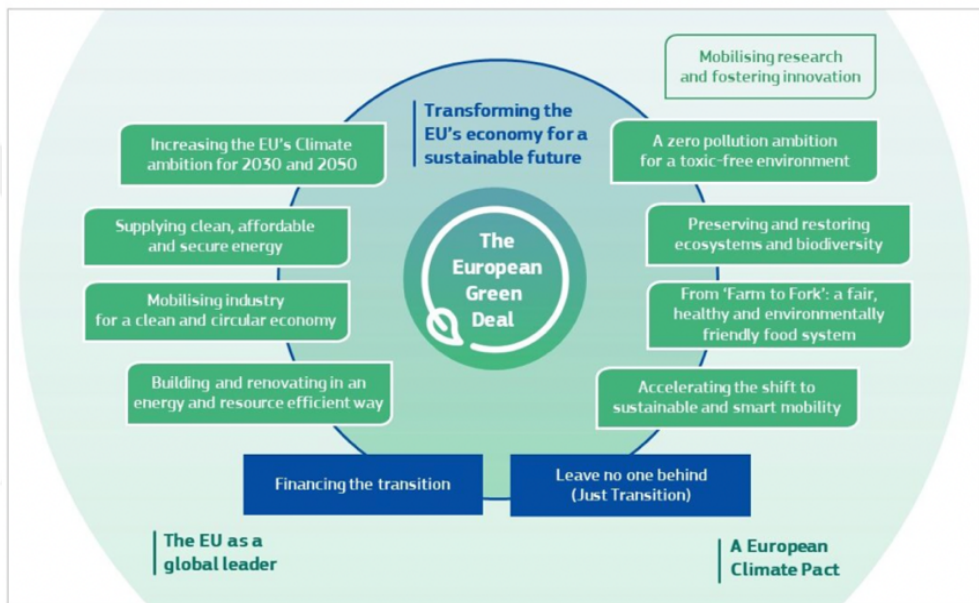 Mobilising research
and fostering innovation
Transforming the
EU's economy for a
sustainable future
Increasing the EU's Climate
ambition for 2030 and 2050
A zero pollution ambition
for a toxic-free environment
Supplying clean, affordable
and secure energy
Preserving and restoring
ecosystems and biodiversity
The
European
Green
Deal
Mobilising industry
for a clean and circular economy
From 'Farm to Fork': a fair,
healthy and environmentally
friendly food system
Building and renovating in an
energy and resource efficient way
Accelerating the shift to
sustainable and smart mobility
Financing the transition
Leave no one behind
(Just Transition)
The EU as a
global leader
A European
Climate Pact